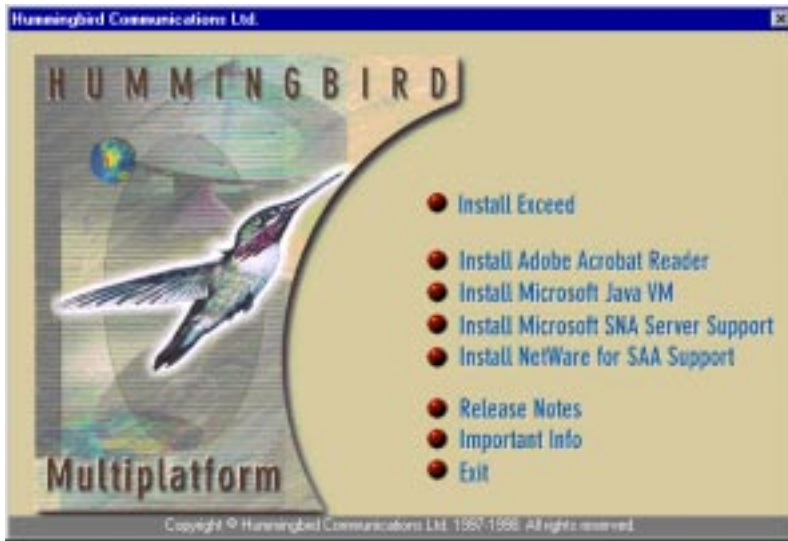 Hummingbird Communications Ltd.
HUMMINGBIRD
Install Exceed
Install Adobe Acrobat Reader
Install Microsoft Java VM
Install Microsoft SNA Server Support
Install NetWare for SAA Support
Release Notes
Important Info
Exit
Multiplatform
Copyright © Hummingbird Communications Ltd. 1997-1998. All rights reserved.